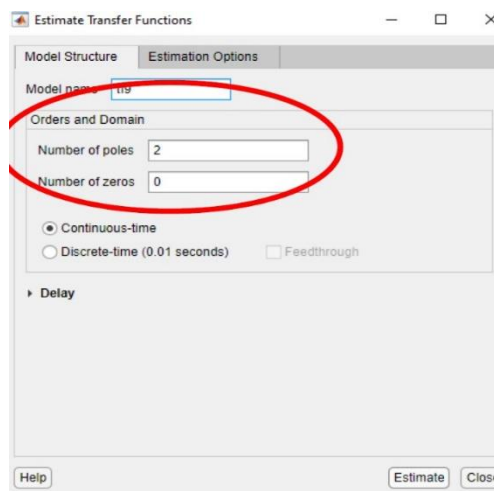 Estimate Transfer Functions
Model Structure Estimation Options
Model name tf9
Orders and Domain
Number of poles 2
Number of zeros 0
Continuous-time
Discrete-time (0.01 seconds) Feedthrough
Delay
Help Estimate Close